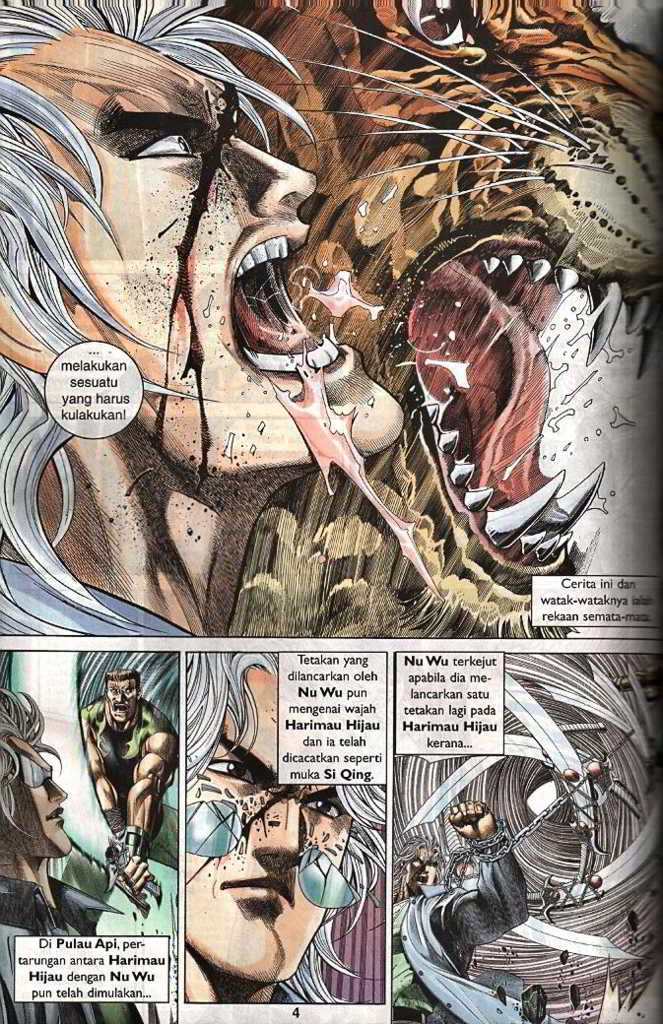 ...
melakukan
sesuatu
yang harus
kulakukan!
Cerita ini dan
watak-wataknya ialah
rekaan semata-mata.
Di Pulau Api, per-
tarungan antara Harimau
Hijau dengan Nu Wu
pun telah dimulakan...
Tetakan yang
dilancarkan oleh
Nu Wu pun
mengenai wajah
Harimau Hijau
dan ia telah
dicacatkan seperti
muka Si Qing.
Nu Wu terkejut
apabila dia me-
lancarkan satu
tetakan lagi pada
Harimau Hijau
kerana...
4